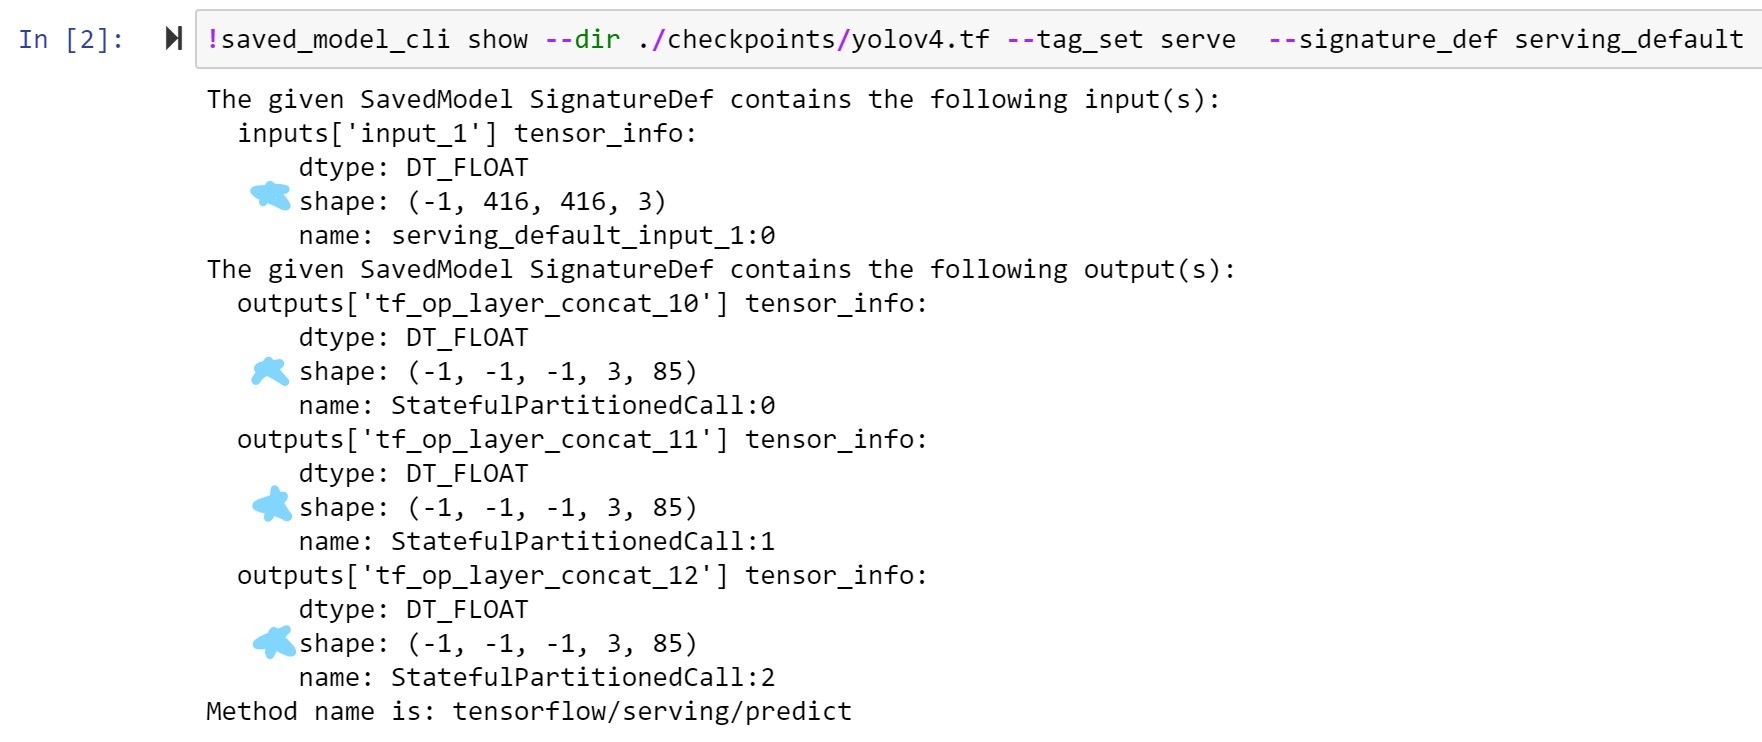 In [2]: !saved_model_cli show --dir ./checkpoints/yolov4.tf --tag_set serve  --signature_def serving_default
The given SavedModel SignatureDef contains the following input(s):
  inputs['input_1'] tensor_info:
      dtype: DT_FLOAT
      shape: (-1, 416, 416, 3)
      name: serving_default_input_1:0
The given SavedModel SignatureDef contains the following output(s):
  outputs['tf_op_layer_concat_10'] tensor_info:
      dtype: DT_FLOAT
      shape: (-1, -1, -1, 3, 85)
      name: StatefulPartitionedCall:0
  outputs['tf_op_layer_concat_11'] tensor_info:
      dtype: DT_FLOAT
      shape: (-1, -1, -1, 3, 85)
      name: StatefulPartitionedCall:1
  outputs['tf_op_layer_concat_12'] tensor_info:
      dtype: DT_FLOAT
      shape: (-1, -1, -1, 3, 85)
      name: StatefulPartitionedCall:2
Method name is: tensorflow/serving/predict